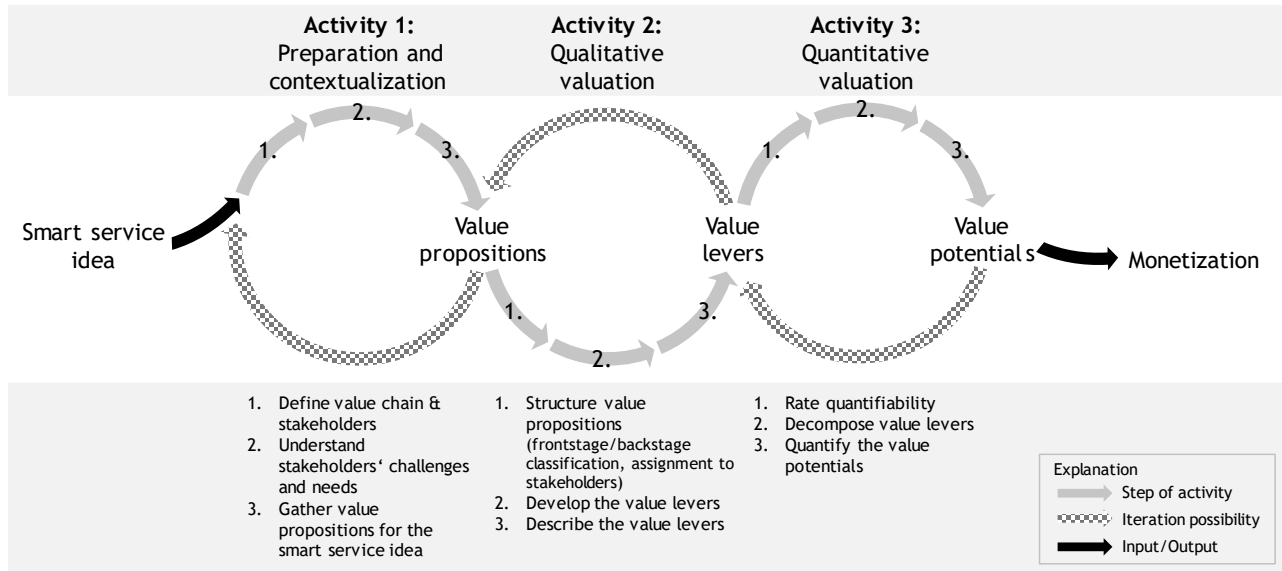 Activity 1:
Preparation and
contextualization
Activity 2:
Qualitative
valuation
Activity 3:
Quantitative
valuation
1.
2.
3.
1.
2.
3.
1.
2.
3.
Smart service
idea
Value
propositions
Value
levers
Value
potentials
Monetization
1. Define value chain &
stakeholders
2. Understand
stakeholders‘ challenges
and needs
3. Gather value
propositions for the
smart service idea
1. Structure value
propositions
(frontstage/backstage
classification, assignment to
stakeholders)
2. Develop the value levers
3. Describe the value levers
1. Rate quantifiability
2. Decompose value levers
3. Quantify the value
potentials
Explanation
Step of activity
Iteration possibility
Input/Output